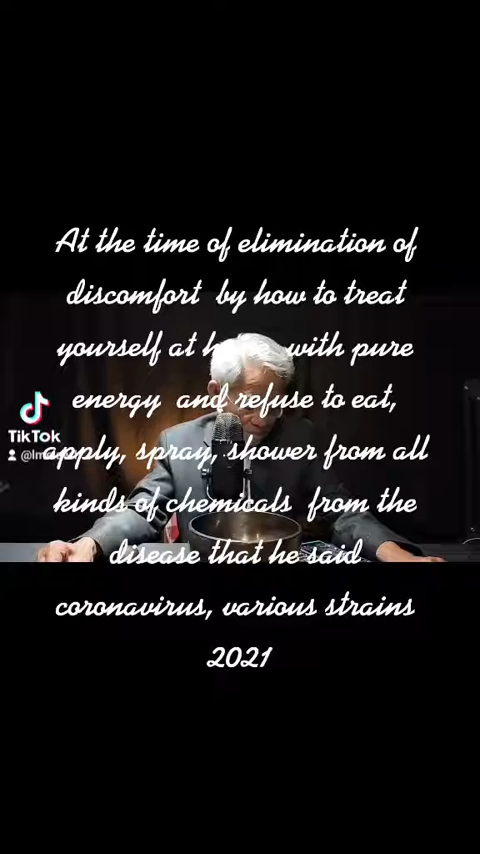 At the time of elimination of
discomfort by how to treat
yourself at with pure
energy and refuse to eat,
TikTok
apply, spray, shower from all
kinds of chemicals from the
disease that he said
coronavirus, various strains
2021